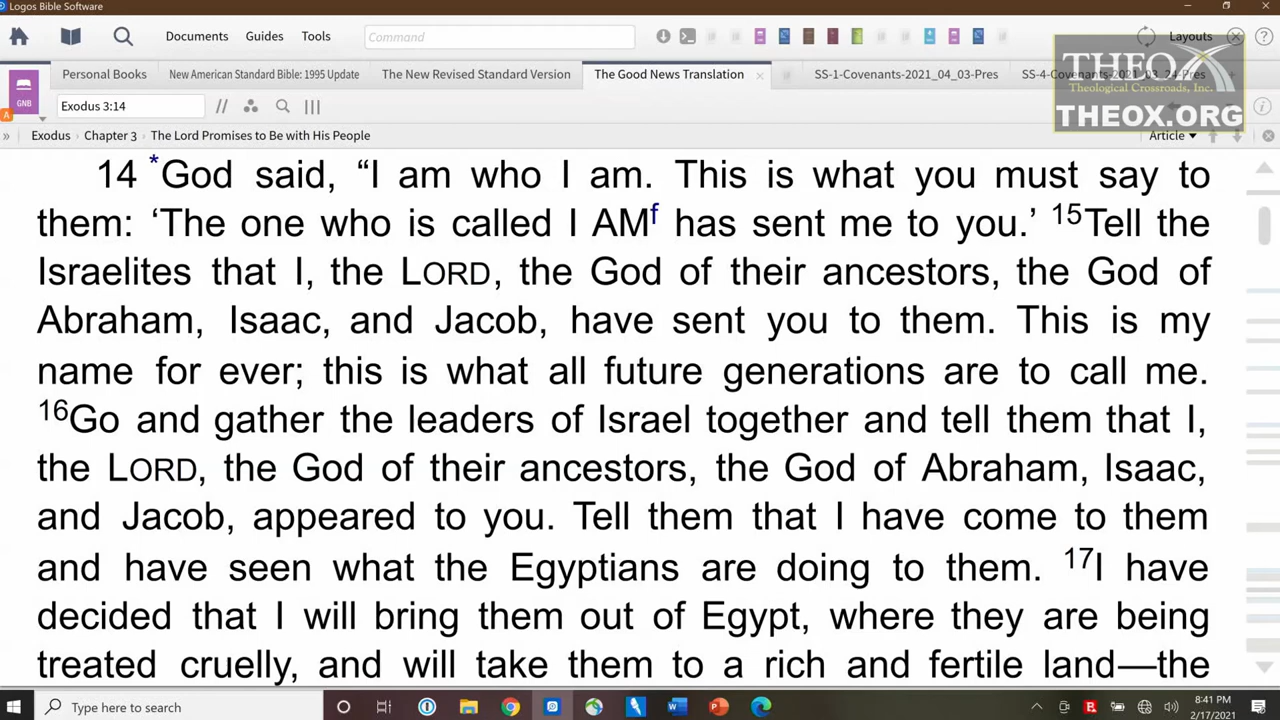 Logos Bible Software
Documents Guides Tools Command Layouts
THEOX
Theological Crossroads, Inc.
THEOX.ORG
Personal Books New American Standard Bible: 1995 Update The New Revised Standard Version The Good News Translation SS-1-Covenants-2021_04_03-Pres SS-4-Covenants-2021_03_24-Pres
GNB
A
Exodus 3:14
» Exodus Chapter 3 The Lord Promises to Be with His People Article
14 *God said, “I am who I am. This is what you must say to
them: ‘The one who is called I AMf has sent me to you.’ 15Tell the
Israelites that I, the LORD, the God of their ancestors, the God of
Abraham, Isaac, and Jacob, have sent you to them. This is my
name for ever; this is what all future generations are to call me.
16Go and gather the leaders of Israel together and tell them that I,
the LORD, the God of their ancestors, the God of Abraham, Isaac,
and Jacob, appeared to you. Tell them that I have come to them
and have seen what the Egyptians are doing to them. 17I have
decided that I will bring them out of Egypt, where they are being
treated cruelly, and will take them to a rich and fertile land—the
Type here to search
8:41 PM
2/17/2021